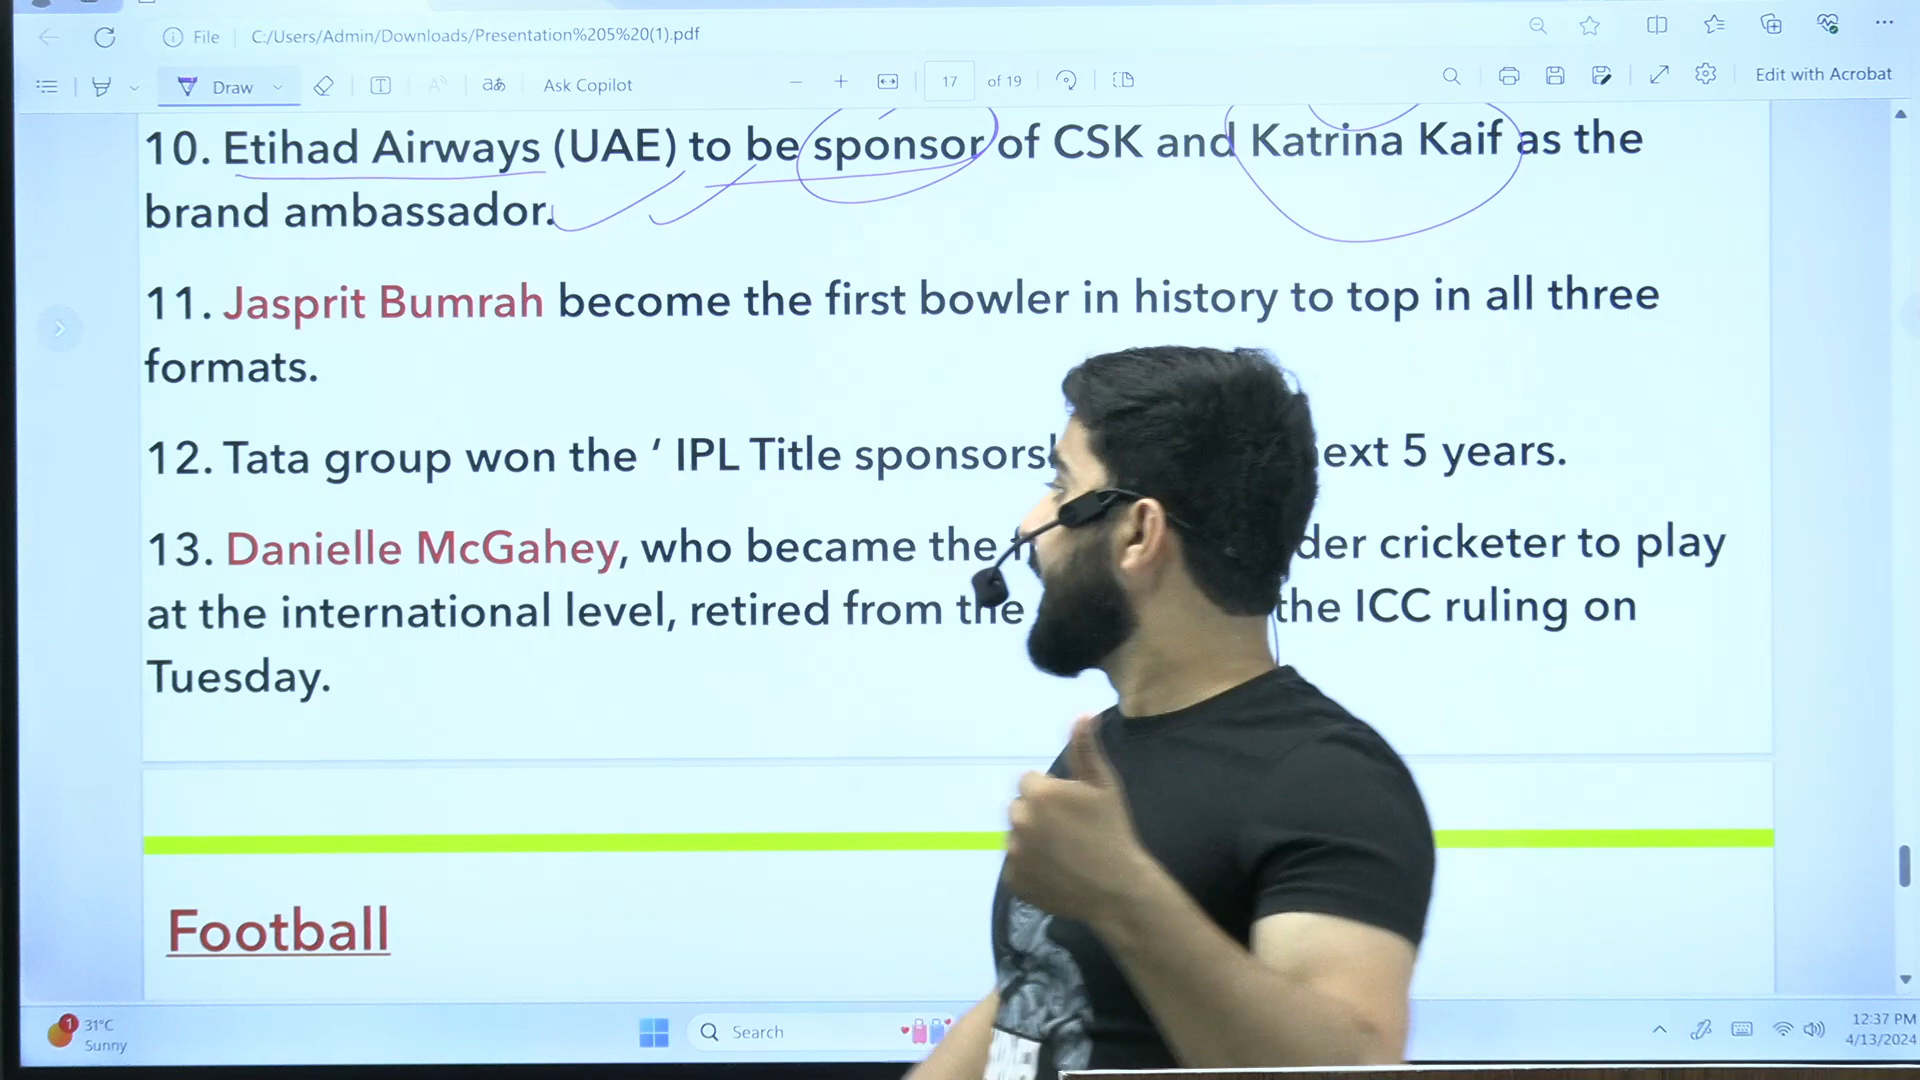 File C:/Users/Admin/Downloads/Presentation%205%20(1).pdf
Draw Ask Copilot 17 of 19 Edit with Acrobat
10. Etihad Airways (UAE) to be sponsor of CSK and Katrina Kaif as the
brand ambassador.
11. Jasprit Bumrah become the first bowler in history to top in all three
formats.
12. Tata group won the ‘ IPL Title 5 years.
13. Danielle McGahey, who became the cricketer to play
at the international level, retired from the the ICC ruling on
Tuesday.
Football
1 31°C
Sunny
Search
12:37 PM
4/13/2024